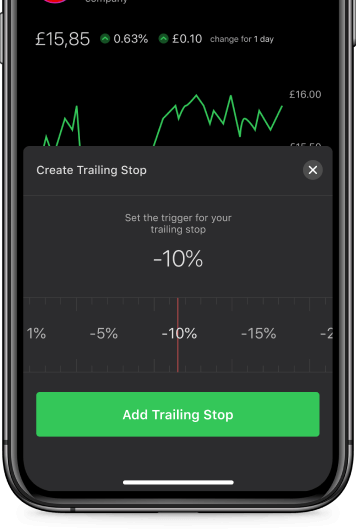 company
£15,85 0.63% £0.10 change for 1 day
£16.00
£15.50
Create Trailing Stop
Set the trigger for your
trailing stop
-10%
1% -5% -10% -15% -2
Add Trailing Stop